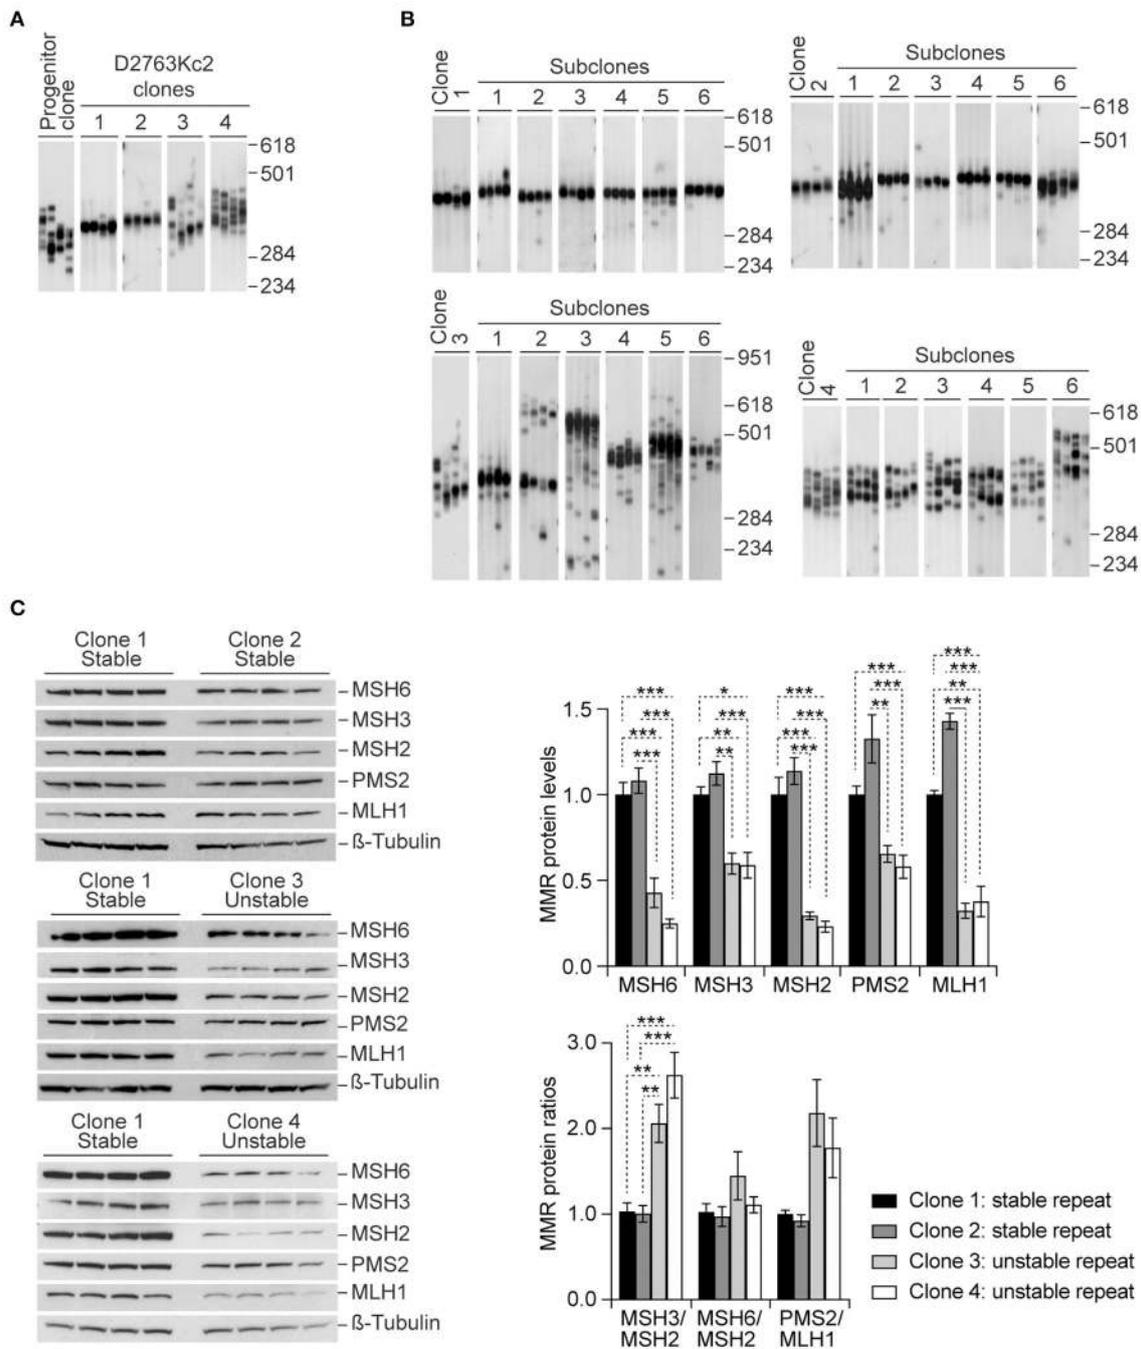 A
Progenitor
clone
D2763Kc2
clones
1 2 3 4
618
501
284
234
B
Clone
1
Subclones
1 2 3 4 5 6
618
501
284
234
Clone
2
Subclones
1 2 3 4 5 6
618
501
284
234
Clone
3
Subclones
1 2 3 4 5 6
951
618
501
284
234
Clone
4
Subclones
1 2 3 4 5 6
618
501
284
234
C
Clone 1
Stable
Clone 2
Stable
MSH6
MSH3
MSH2
PMS2
MLH1
ß-Tubulin
Clone 1
Stable
Clone 3
Unstable
MSH6
MSH3
MSH2
PMS2
MLH1
ß-Tubulin
Clone 1
Stable
Clone 4
Unstable
MSH6
MSH3
MSH2
PMS2
MLH1
ß-Tubulin
MMR protein levels
1.5
1.0
0.5
0.0
*** *** *** ***
* *** ** **
*** *** *** ***
*** *** **
*** *** ** ***
MSH6 MSH3 MSH2 PMS2 MLH1
MMR protein ratios
3.0
2.0
1.0
0.0
***
***
**
**
MSH3/
MSH2
MSH6/
MSH2
PMS2/
MLH1
Clone 1: stable repeat
Clone 2: stable repeat
Clone 3: unstable repeat
Clone 4: unstable repeat